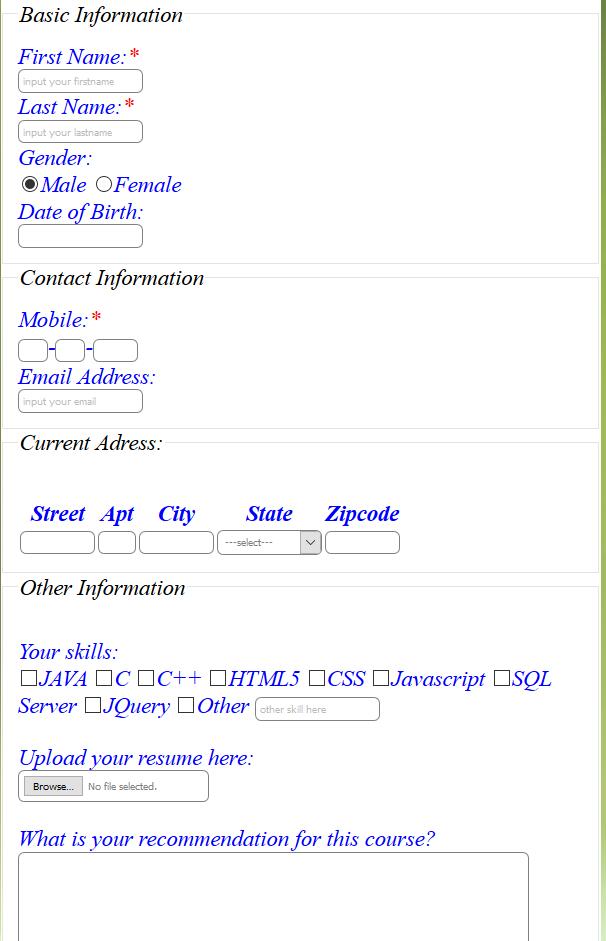 Basic Information
First Name:*
input your firstname
Last Name:*
input your lastname
Gender:
Male Female
Date of Birth:
Contact Information
Mobile:*
- -
Email Address:
input your email
Current Adress:
Street Apt City State Zipcode
---select---
Other Information
Your skills:
JAVA C C++ HTML5 CSS Javascript SQL
Server JQuery Other other skill here
Upload your resume here:
Browse... No file selected.
What is your recommendation for this course?